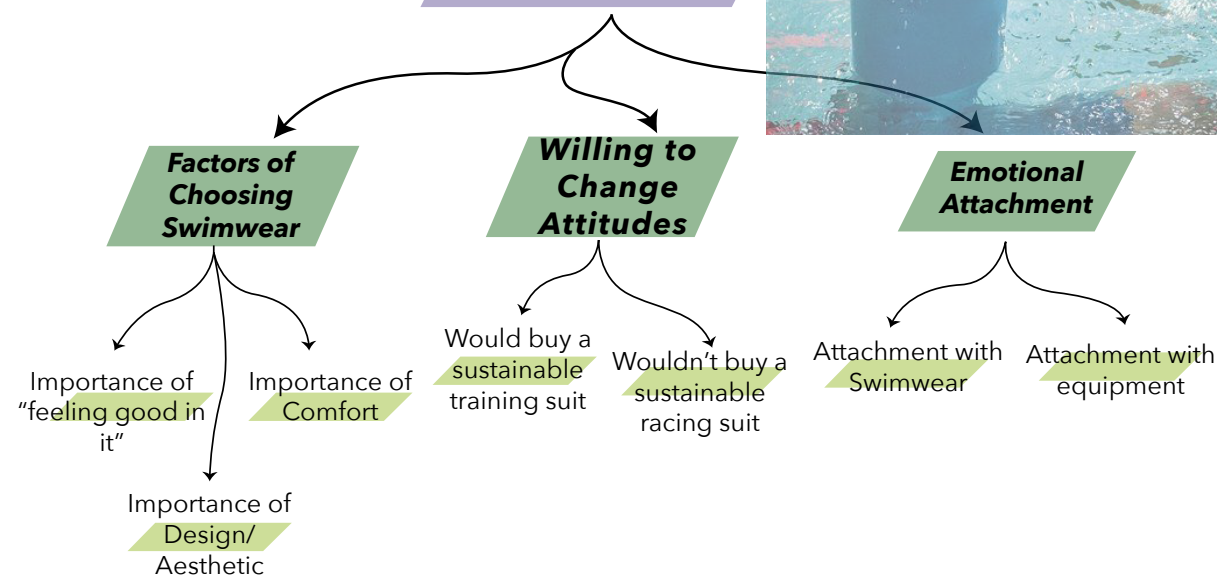 Factors of
Choosing
Swimwear
Willing to
Change
Attitudes
Emotional
Attachment
Importance of
“feeling good in
it”
Importance of
Comfort
Importance of
Design/
Aesthetic
Would buy a
sustainable
training suit
Wouldn’t buy a
sustainable
racing suit
Attachment with
Swimwear
Attachment with
equipment